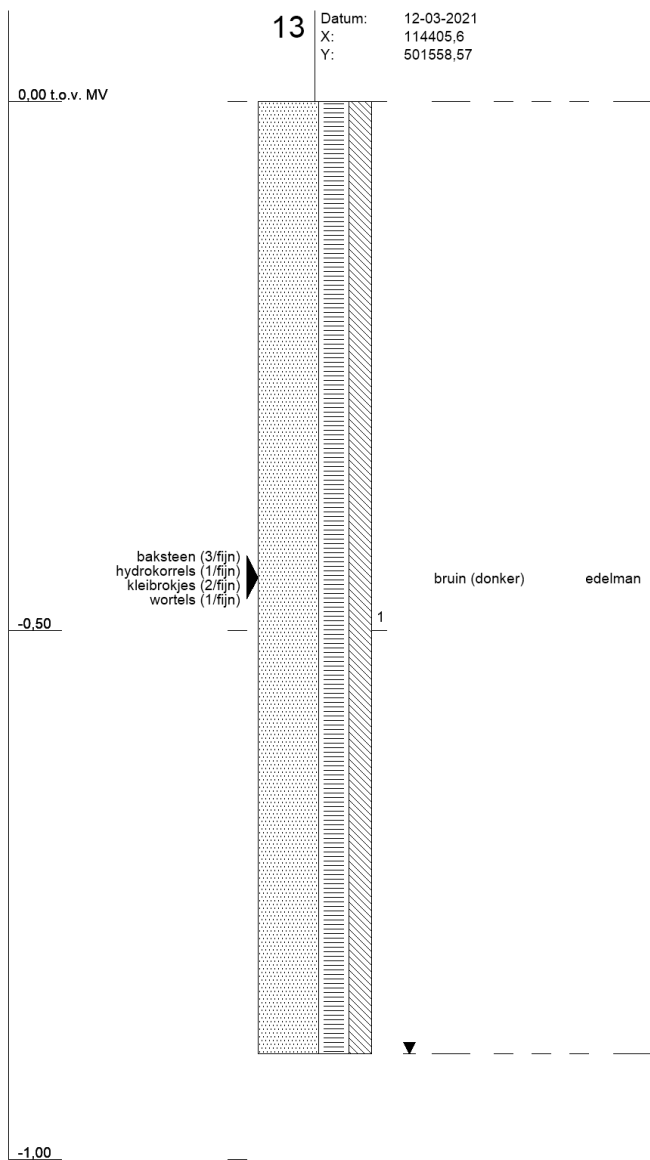 13
Datum: 12-03-2021
X: 114405,6
Y: 501558,57
0,00 t.o.v. MV
baksteen (3/fijn)
hydrokorrels (1/fijn)
kleibrokjes (2/fijn)
wortels (1/fijn)
bruin (donker) edelman
1
-0,50
-1,00